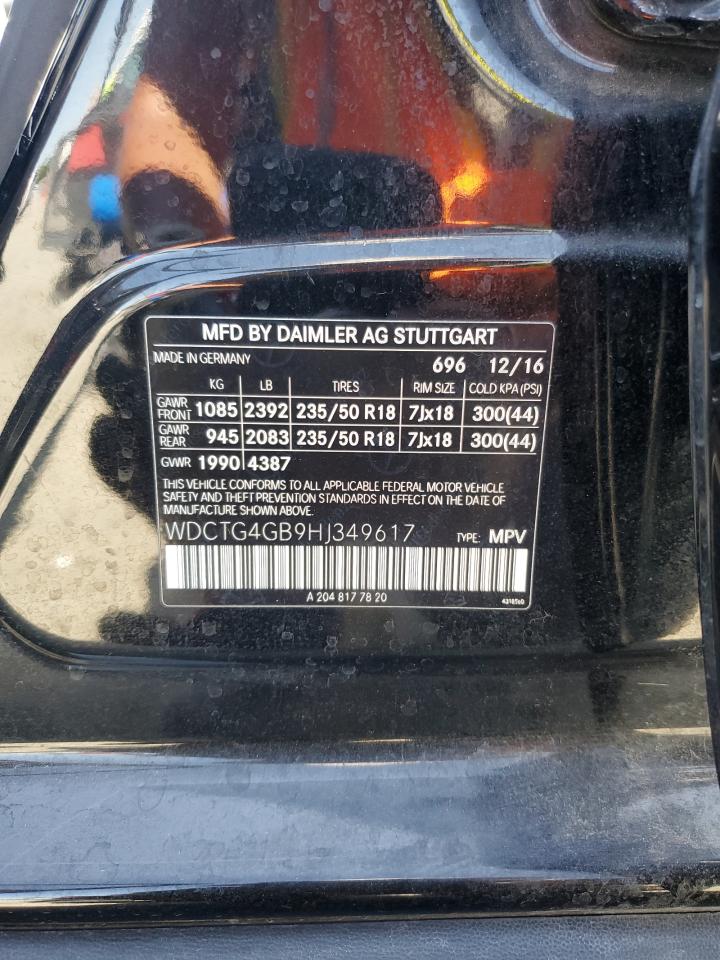 MFD BY DAIMLER AG STUTTGART
MADE IN GERMANY 696 12/16
KG LB TIRES RIM SIZE COLD KPA (PSI)
GAWR FRONT 1085 2392 235/50 R18 7Jx18 300(44)
GAWR REAR 945 2083 235/50 R18 7Jx18 300(44)
GVWR 1990 4387
THIS VEHICLE CONFORMS TO ALL APPLICABLE FEDERAL MOTOR VEHICLE
SAFETY AND THEFT PREVENTION STANDARDS IN EFFECT ON THE DATE OF
MANUFACTURE SHOWN ABOVE.
WDCTG4GB9HJ349617 TYPE: MPV
A 204 817 78 20